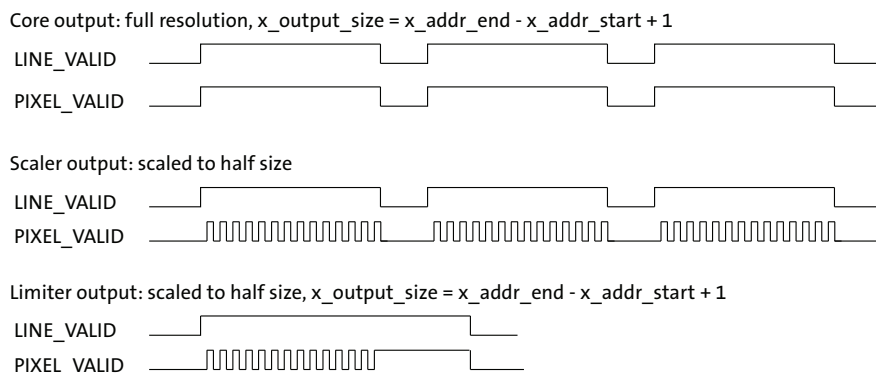 Core output: full resolution, x_output_size = x_addr_end - x_addr_start + 1
LINE_VALID
PIXEL_VALID
Scaler output: scaled to half size
LINE_VALID
PIXEL_VALID
Limiter output: scaled to half size, x_output_size = x_addr_end - x_addr_start + 1
LINE_VALID
PIXEL_VALID